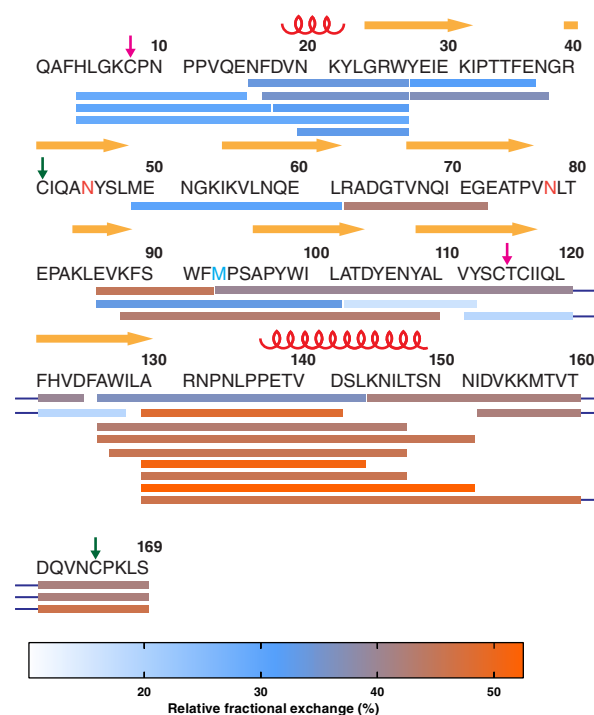 10 20 30 40
QAFHLGKCPN PPVQENFDVN KYLGRWYEIE KIPTTFENGR
50 60 70 80
CIQANYSLME NGKIKVLNQE LRADGTVNQI EGEATPVNLT
90 100 110 120
EPAKLEVKFS WFMPSAPYWI LATDYENYAL VYSCTCIIQL
130 140 150 160
FHVDFAWILA RNPNLPPETV DSLKNILTSN NIDVKKMTVT
169
DQVNCPKLS
20 30 40 50
Relative fractional exchange (%)